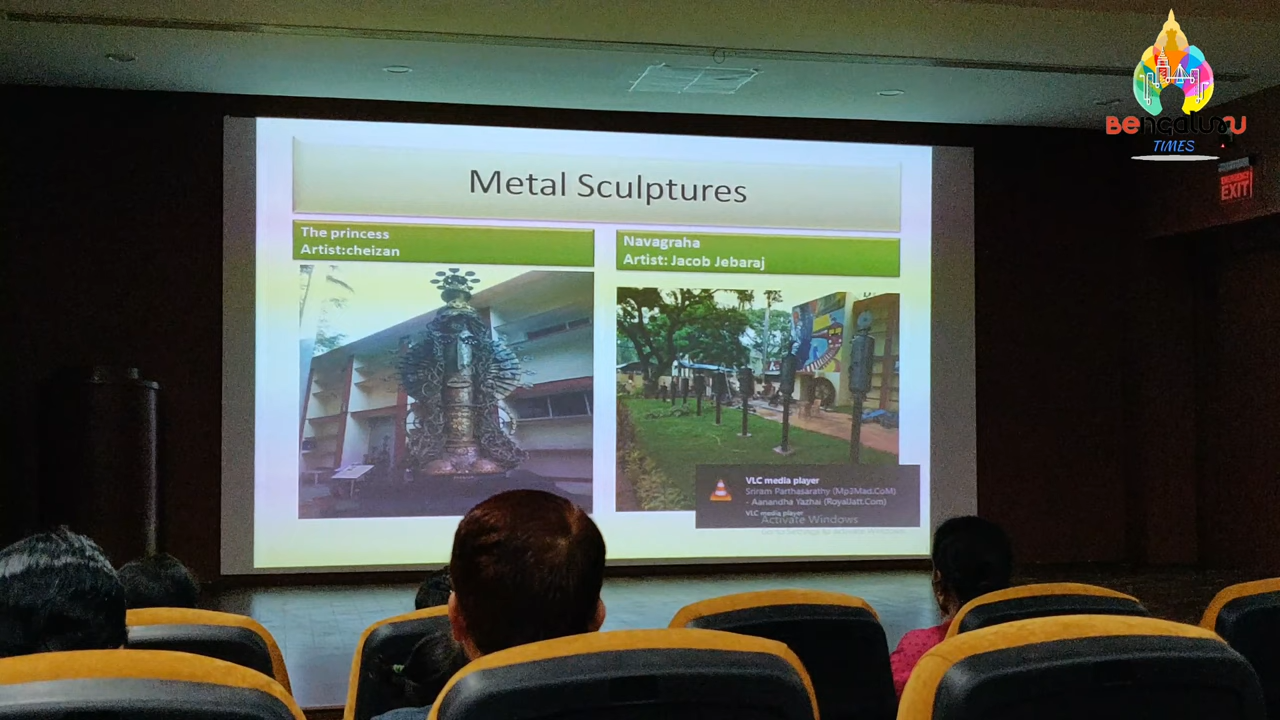 Metal Sculptures
The princess
Artist:cheizan
Navagraha
Artist: Jacob Jebaraj
VLC media player
Sriram Parthasarathy (Mp3Mad.CoM)
- Aanandha Yazhai (RoyalJatt.Com)
VLC media player
Activate Windows
BENGALURU
TIMES
EMERGENCY
EXIT